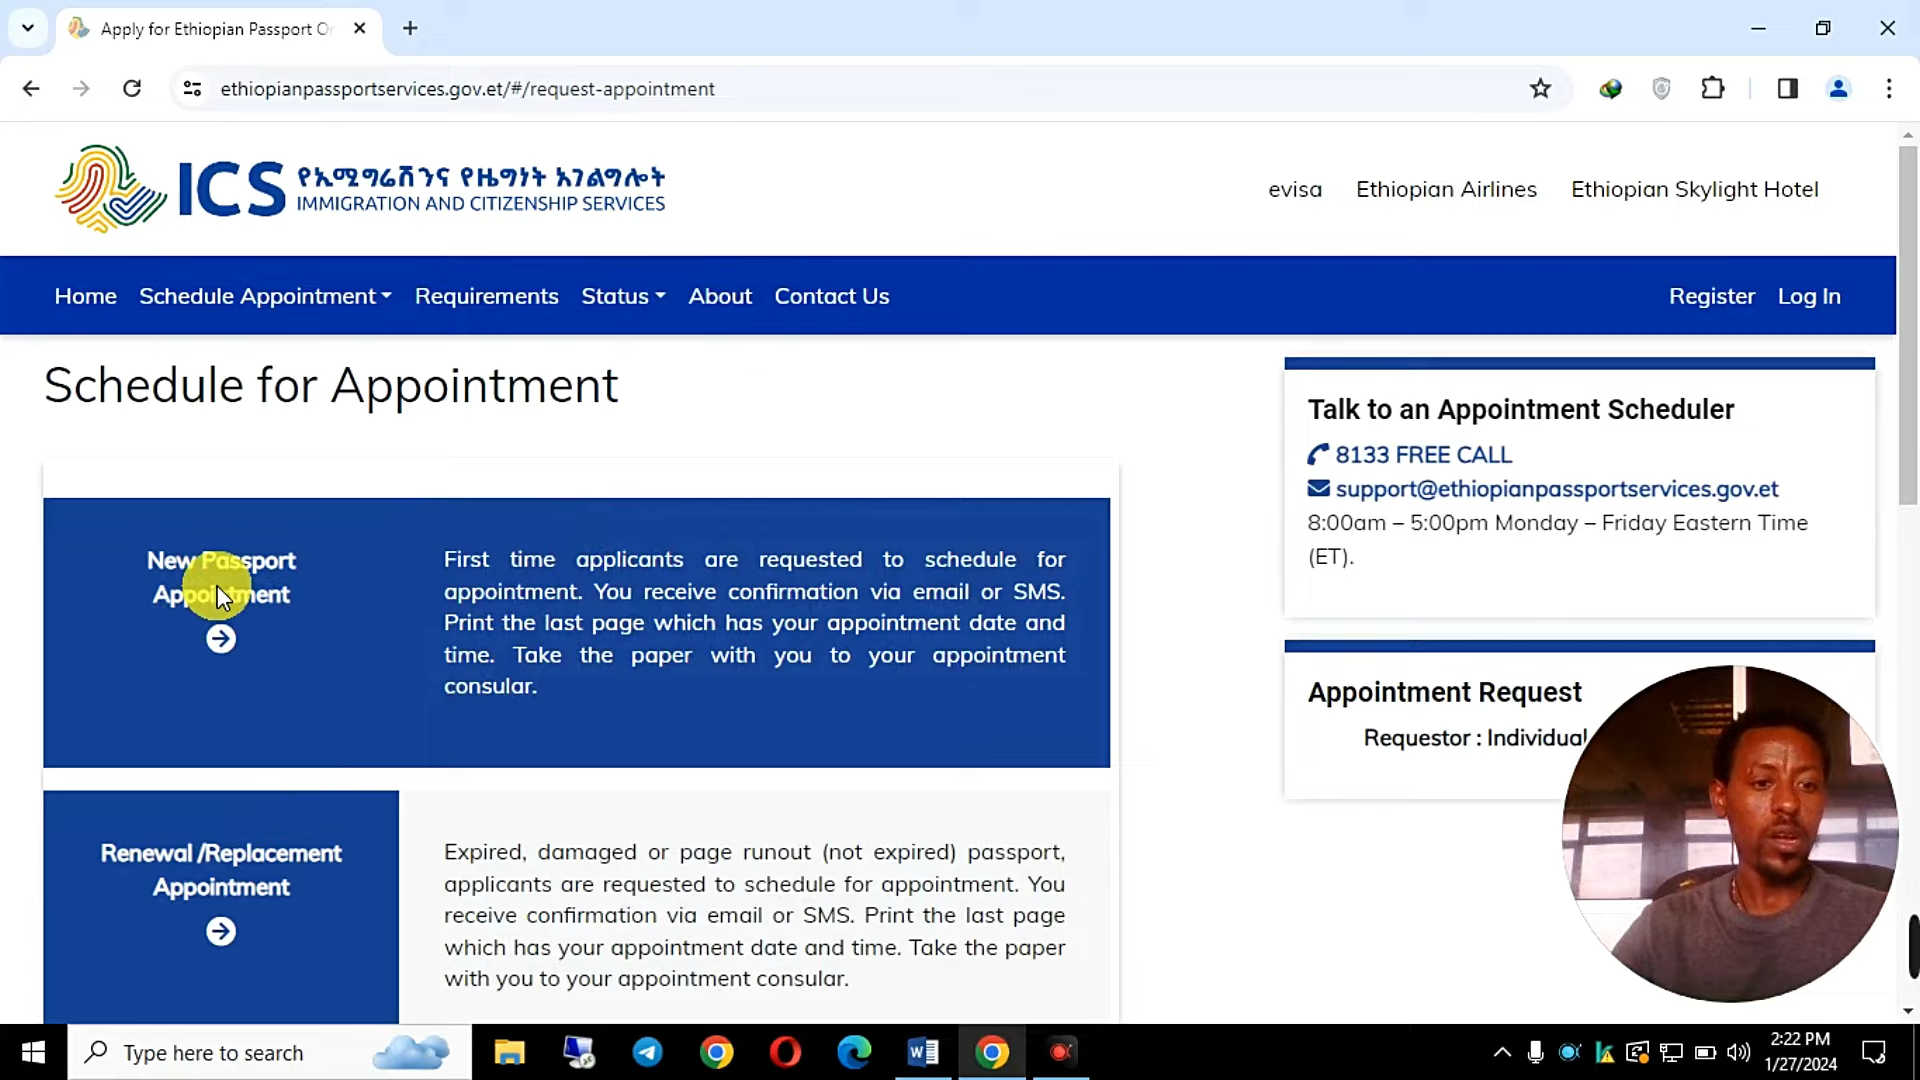 Apply for Ethiopian Passport On
ethiopianpassportservices.gov.et/#/request-appointment
ICS
የኢሚግሬሽንና የዜግነት አገልግሎት
IMMIGRATION AND CITIZENSHIP SERVICES
evisa Ethiopian Airlines Ethiopian Skylight Hotel
Home Schedule Appointment Requirements Status About Contact Us Register Log In
Schedule for Appointment
New Passport
Appointment
First time applicants are requested to schedule for
appointment. You receive confirmation via email or SMS.
Print the last page which has your appointment date and
time. Take the paper with you to your appointment
consular.
Renewal /Replacement
Appointment
Expired, damaged or page runout (not expired) passport,
applicants are requested to schedule for appointment. You
receive confirmation via email or SMS. Print the last page
which has your appointment date and time. Take the paper
with you to your appointment consular.
Talk to an Appointment Scheduler
8133 FREE CALL
support@ethiopianpassportservices.gov.et
8:00am – 5:00pm Monday – Friday Eastern Time
(ET).
Appointment Request
Requestor : Individual
Type here to search
2:22 PM
1/27/2024